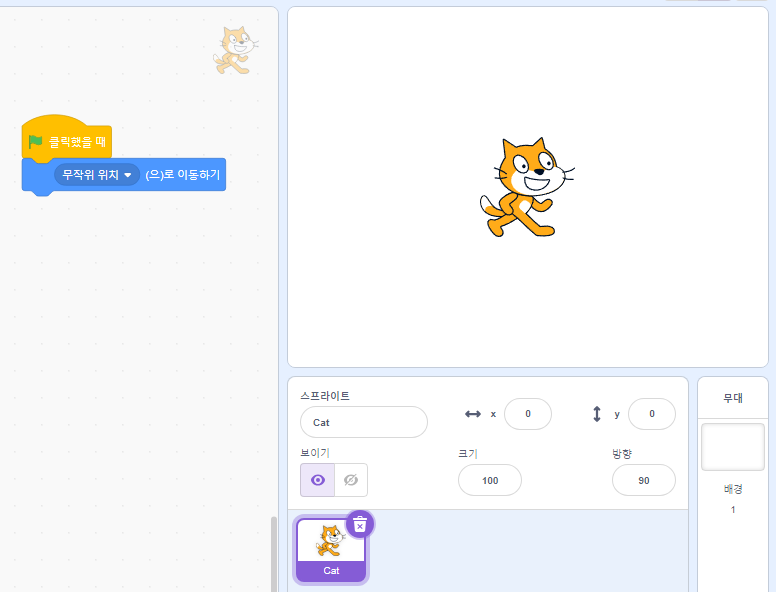 클릭했을 때
무작위 위치 (으)로 이동하기
스프라이트
Cat
x 0
y 0
보이기
크기
100
방향
90
Cat
무대
배경
1